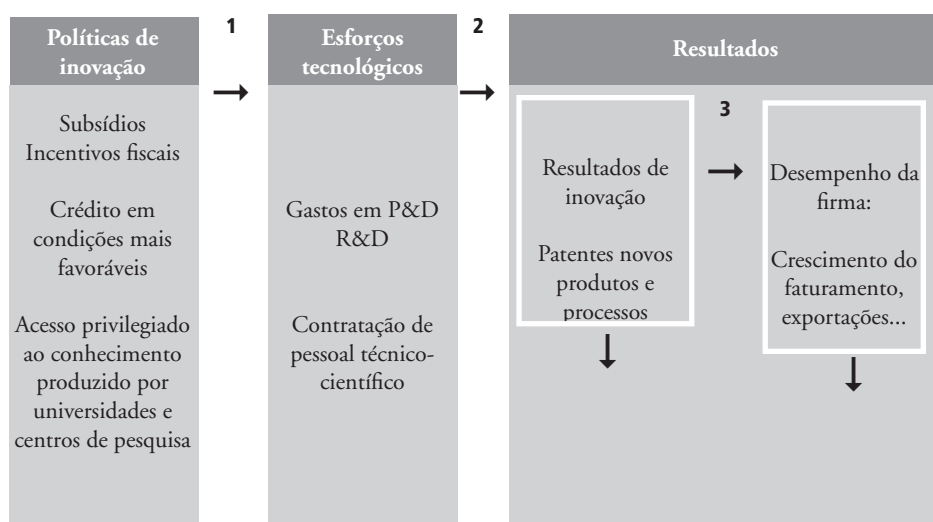 Políticas de
inovação
1
Esforços
tecnológicos
2
Resultados
Subsídios
Incentivos fiscais
Crédito em
condições mais
favoráveis
Acesso privilegiado
ao conhecimento
produzido por
universidades e
centros de pesquisa
Gastos em P&D
R&D
Contratação de
pessoal técnico-
científico
Resultados de
inovação
Patentes novos
produtos e
processos
3
Desempenho da
firma:
Crescimento do
faturamento,
exportações...